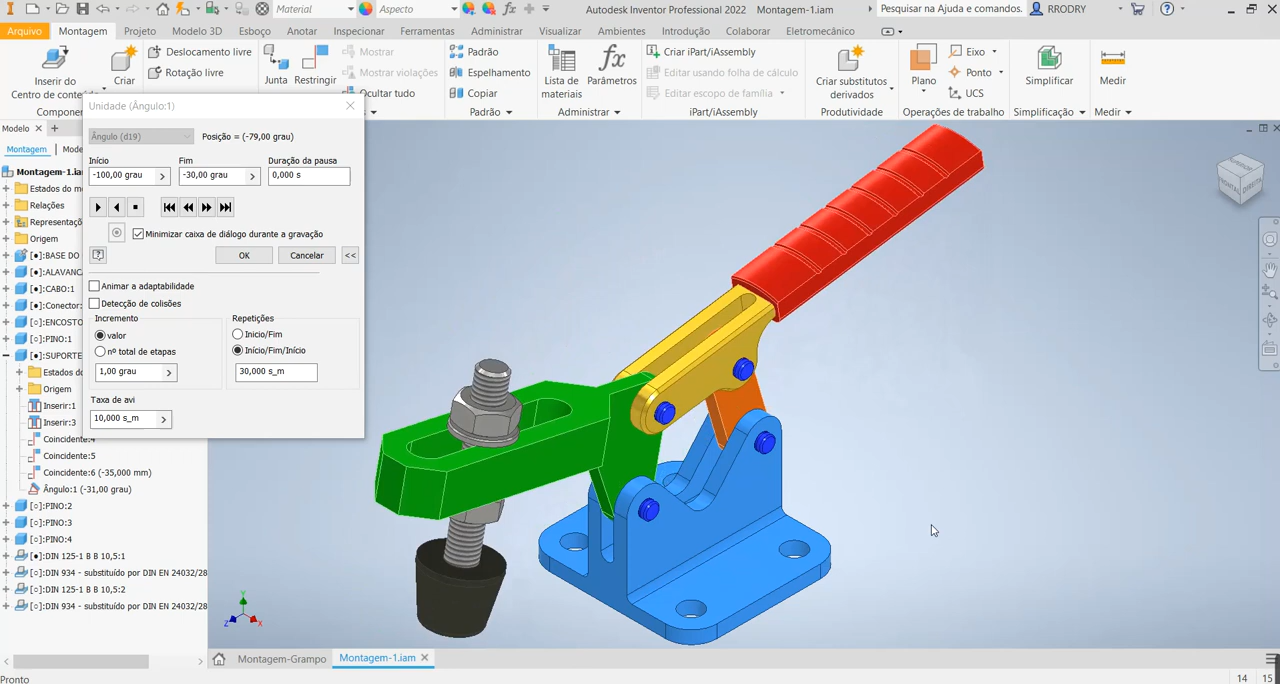 Material
Aspecto
Autodesk Inventor Professional 2022
Montagem-1.iam
Pesquisar na Ajuda e comandos.
RRODRY
Arquivo
Montagem
Projeto
Modelo 3D
Esboço
Anotar
Inspecionar
Ferramentas
Administrar
Visualizar
Ambientes
Introdução
Colaborar
Eletromecânico
Inserir do
Centro de conteúdo
Criar
Deslocamento livre
Rotação livre
Componen
Junta
Restringir
Mostrar
Mostrar violações
Ocultar tudo
Padrão
Espelhamento
Copiar
Padrão
Lista de
materiais
Parâmetros
Administrar
Criar iPart/iAssembly
Editar usando folha de cálculo
Editar escopo de família
iPart/iAssembly
Criar substitutos
derivados
Produtividade
Plano
Eixo
Ponto
UCS
Operações de trabalho
Simplificar
Simplificação
Medir
Medir
Unidade (Ângulo:1)
Ângulo (d19)
Posição = (-79,00 grau)
Início
Fim
Duração da pausa
-100,00 grau
-30,00 grau
0,000 s
Minimizar caixa de diálogo durante a gravação
OK
Cancelar
<<
Animar a adaptabilidade
Detecção de colisões
Incremento
valor
nº total de etapas
1,00 grau
Repetições
Inicio/Fim
Início/Fim/Início
30,000 s_m
Taxa de avi
10,000 s_m
Modelo
Montagem
Mode
Montagem-1.iam
Estados do m
Relações
Representaçõ
Origem
[●]:BASE DO
[●]:ALAVANCA
[●]:CABO:1
[●]:Conector:
[○]:ENCOSTO
[○]:PINO:1
[●]:SUPORTE
Estados do
Origem
Inserir:1
Inserir:3
Coincidente:4
Coincidente:5
Coincidente:6 (-35,000 mm)
Ângulo:1 (-31,00 grau)
[○]:PINO:2
[○]:PINO:3
[○]:PINO:4
[●]:DIN 125-1 B B 10,5:1
[○]:DIN 934 - substituído por DIN EN 24032/28
[○]:DIN 125-1 B B 10,5:2
[○]:DIN 934 - substituído por DIN EN 24032/28
Y
Z
X
Montagem-Grampo
Montagem-1.iam
Pronto
14
15